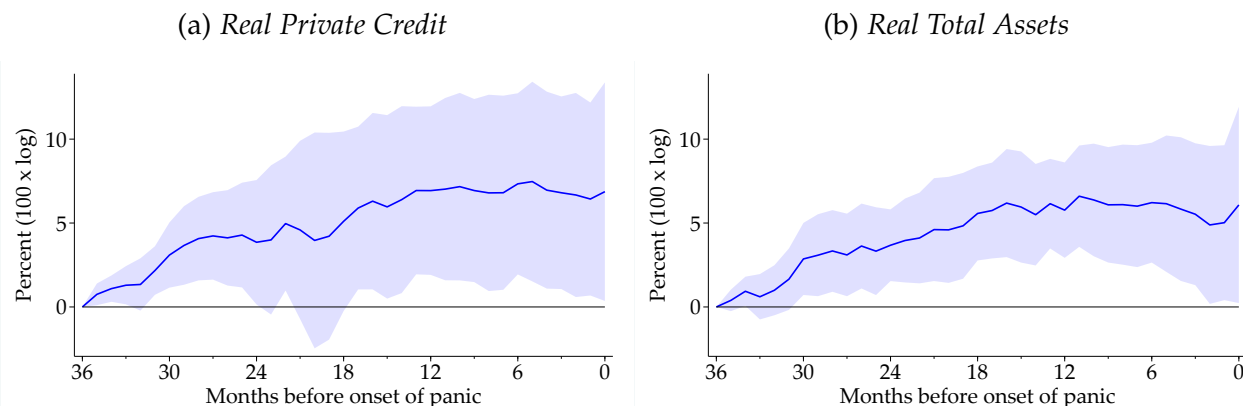 (a) Real Private Credit
Percent (100 x log)
10
5
0
36 30 24 18 12 6 0
Months before onset of panic
(b) Real Total Assets
Percent (100 x log)
10
5
0
36 30 24 18 12 6 0
Months before onset of panic